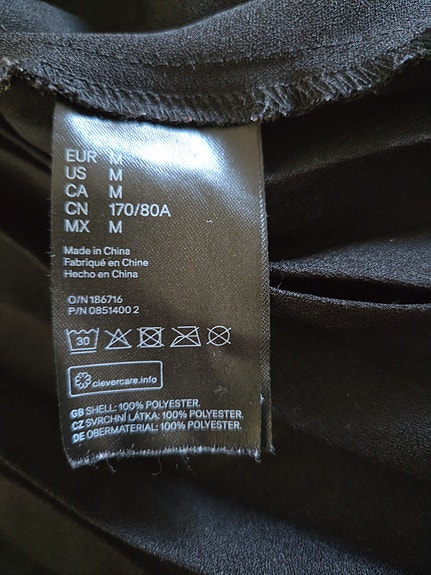 EUR M
US M
CA M
CN 170/80A
MX M
Made in China
Fabriqué en Chine
Hecho en China
O/N 186716
P/N 0851400 2
30
clevercare.info
GB SHELL: 100% POLYESTER.
CZ SVRCHNÍ LÁTKA: 100% POLYESTER.
DE OBERMATERIAL: 100% POLYESTER.